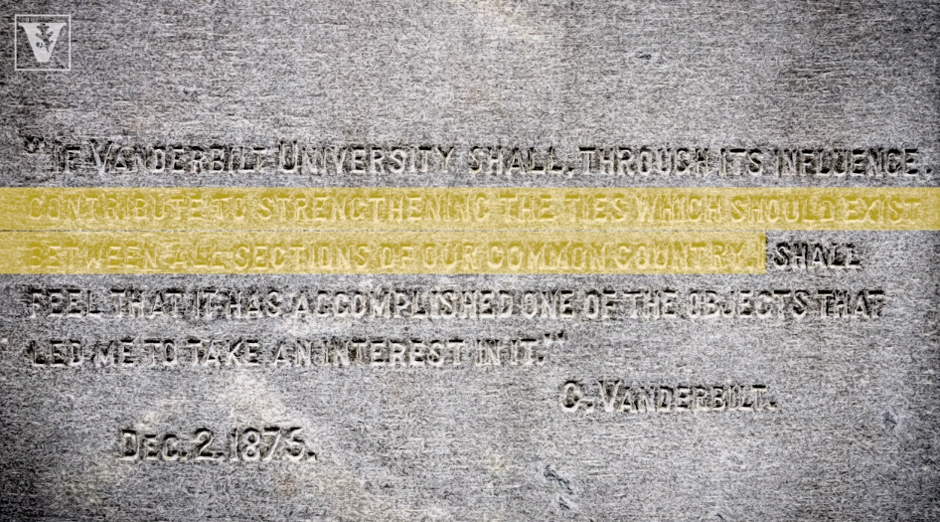 V
"IF VANDERBILT UNIVERSITY SHALL, THROUGH ITS INFLUENCE,
CONTRIBUTE TO STRENGTHENING THE TIES WHICH SHOULD EXIST
BETWEEN ALL SECTIONS OF OUR COMMON COUNTRY, I SHALL
FEEL THAT IT HAS ACCOMPLISHED ONE OF THE OBJECTS THAT
LED ME TO TAKE AN INTEREST IN IT."
C. VANDERBILT.
DEC. 2. 1875.